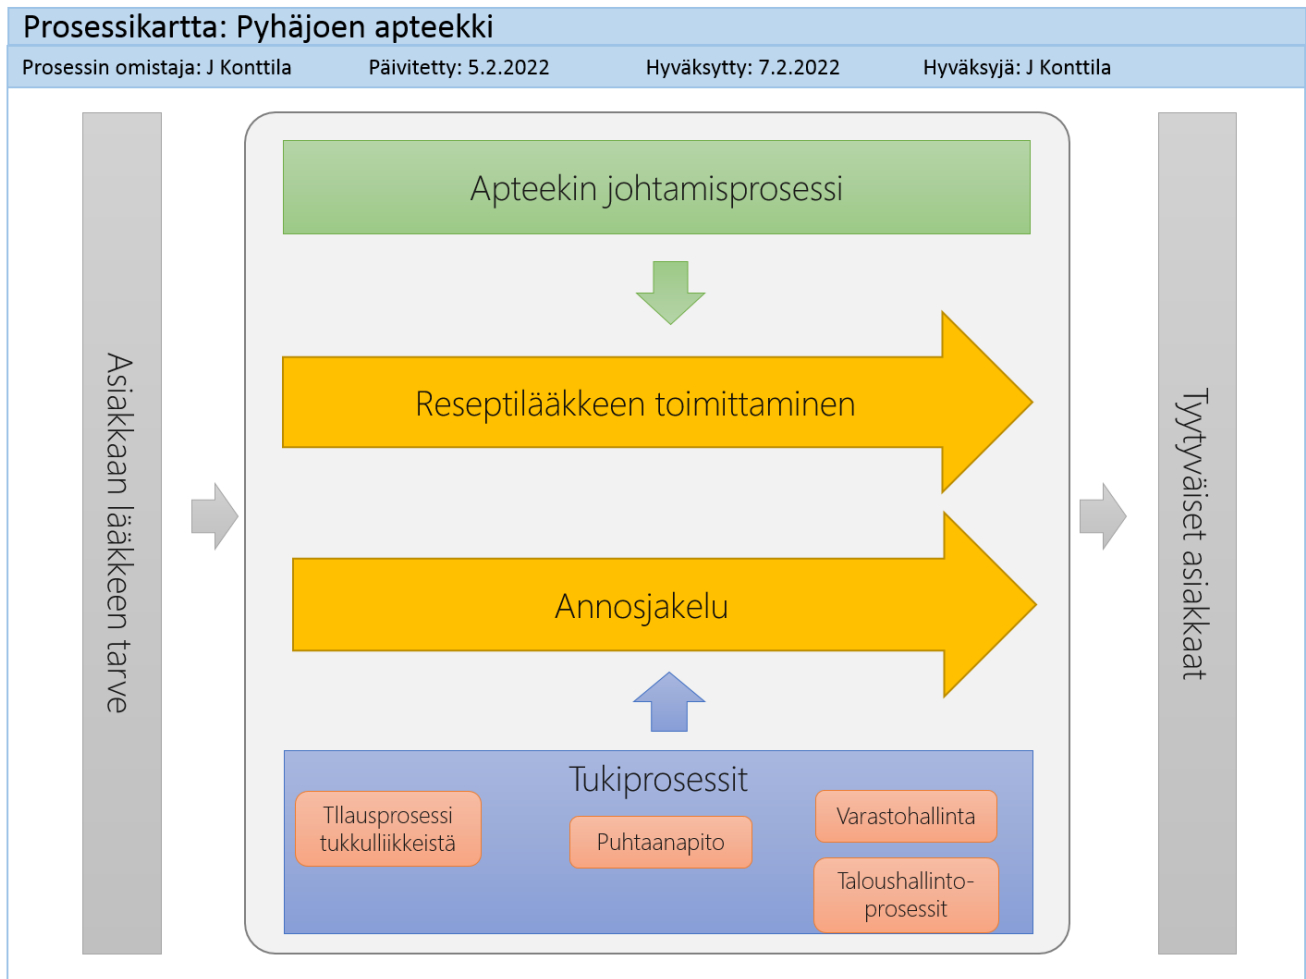 Prosessikartta: Pyhäjoen apteekki
Prosessin omistaja: J Konttila Päivitetty: 5.2.2022 Hyväksytty: 7.2.2022 Hyväksyjä: J Konttila
Asiakkaan lääkkeen tarve
Apteekin johtamisprosessi
Reseptilääkkeen toimittaminen
Annosjakelu
Tukiprosessit
Tllausprosessi
tukkulliikkeistä
Puhtaanapito
Varastohallinta
Taloushallinto-
prosessit
Tyytyväiset asiakkaat